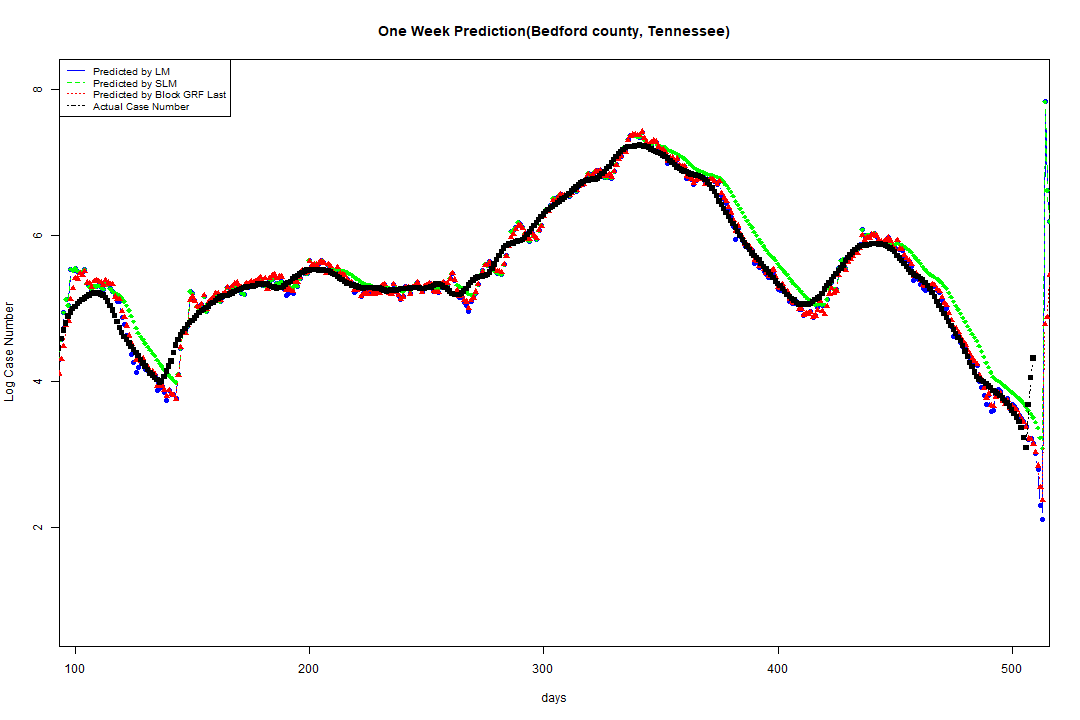 One Week Prediction(Bedford county, Tennessee)
Predicted by LM
Predicted by SLM
Predicted by Block GRF Last
Actual Case Number
Log Case Number
8
6
4
2
100 200 300 400 500
days